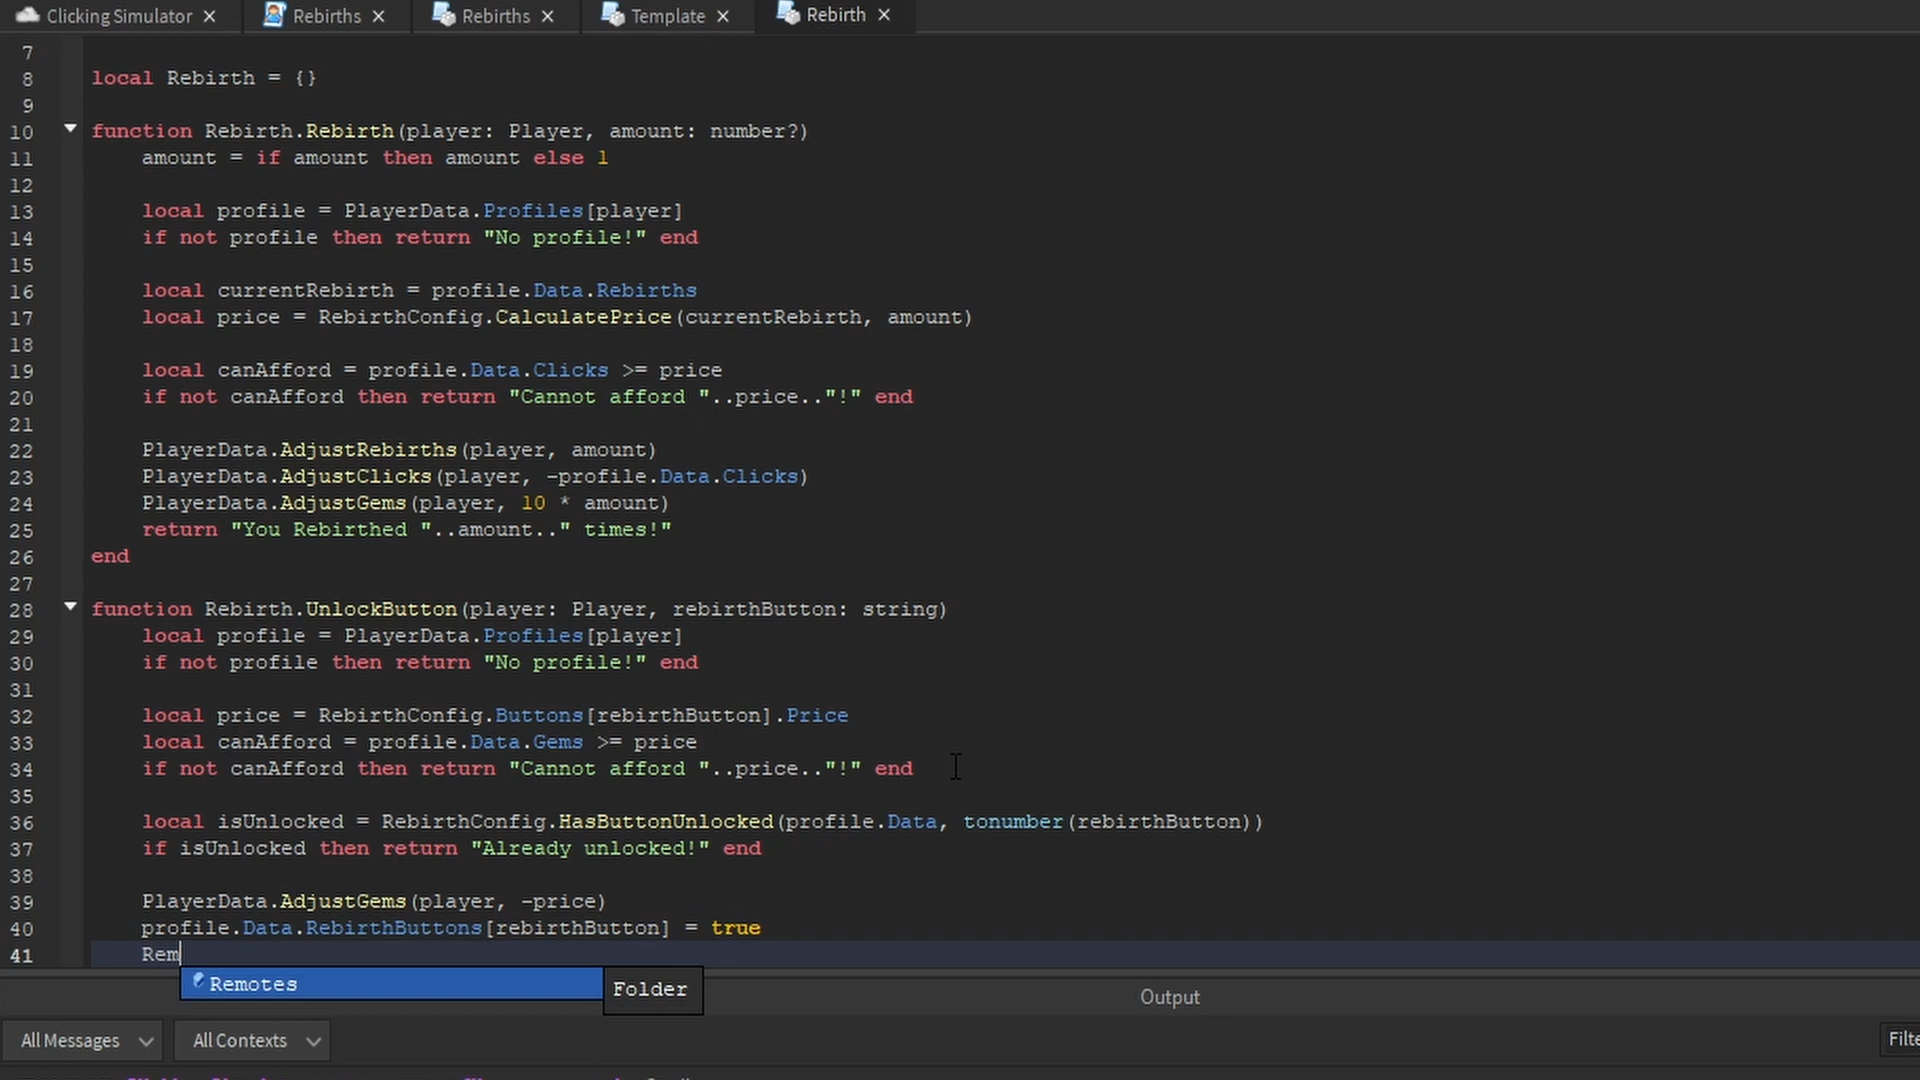 Clicking Simulator × Rebirths × Rebirths × Template × Rebirth ×
7
8 local Rebirth = {}
9
10 function Rebirth.Rebirth(player: Player, amount: number?)
11 amount = if amount then amount else 1
12
13 local profile = PlayerData.Profiles[player]
14 if not profile then return "No profile!" end
15
16 local currentRebirth = profile.Data.Rebirths
17 local price = RebirthConfig.CalculatePrice(currentRebirth, amount)
18
19 local canAfford = profile.Data.Clicks >= price
20 if not canAfford then return "Cannot afford "..price.."!" end
21
22 PlayerData.AdjustRebirths(player, amount)
23 PlayerData.AdjustClicks(player, -profile.Data.Clicks)
24 PlayerData.AdjustGems(player, 10 * amount)
25 return "You Rebirthed "..amount.." times!"
26 end
27
28 function Rebirth.UnlockButton(player: Player, rebirthButton: string)
29 local profile = PlayerData.Profiles[player]
30 if not profile then return "No profile!" end
31
32 local price = RebirthConfig.Buttons[rebirthButton].Price
33 local canAfford = profile.Data.Gems >= price
34 if not canAfford then return "Cannot afford "..price.."!" end
35
36 local isUnlocked = RebirthConfig.HasButtonUnlocked(profile.Data, tonumber(rebirthButton))
37 if isUnlocked then return "Already unlocked!" end
38
39 PlayerData.AdjustGems(player, -price)
40 profile.Data.RebirthButtons[rebirthButton] = true
41 Rem
Remotes Folder
Output
All Messages All Contexts Filte